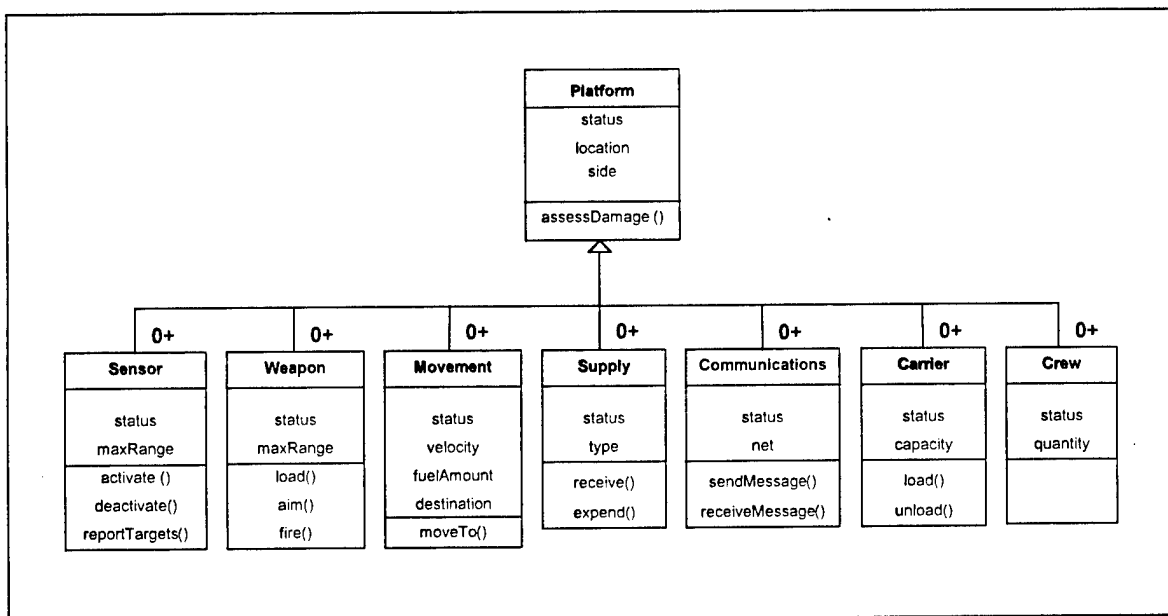 Platform
status
location
side
assessDamage ()
0+ 0+ 0+ 0+ 0+ 0+ 0+
Sensor
status
maxRange
activate ()
deactivate()
reportTargets()
Weapon
status
maxRange
load()
aim()
fire()
Movement
status
velocity
fuelAmount
destination
moveTo()
Supply
status
type
receive()
expend()
Communications
status
net
sendMessage()
receiveMessage()
Carrier
status
capacity
load()
unload()
Crew
status
quantity